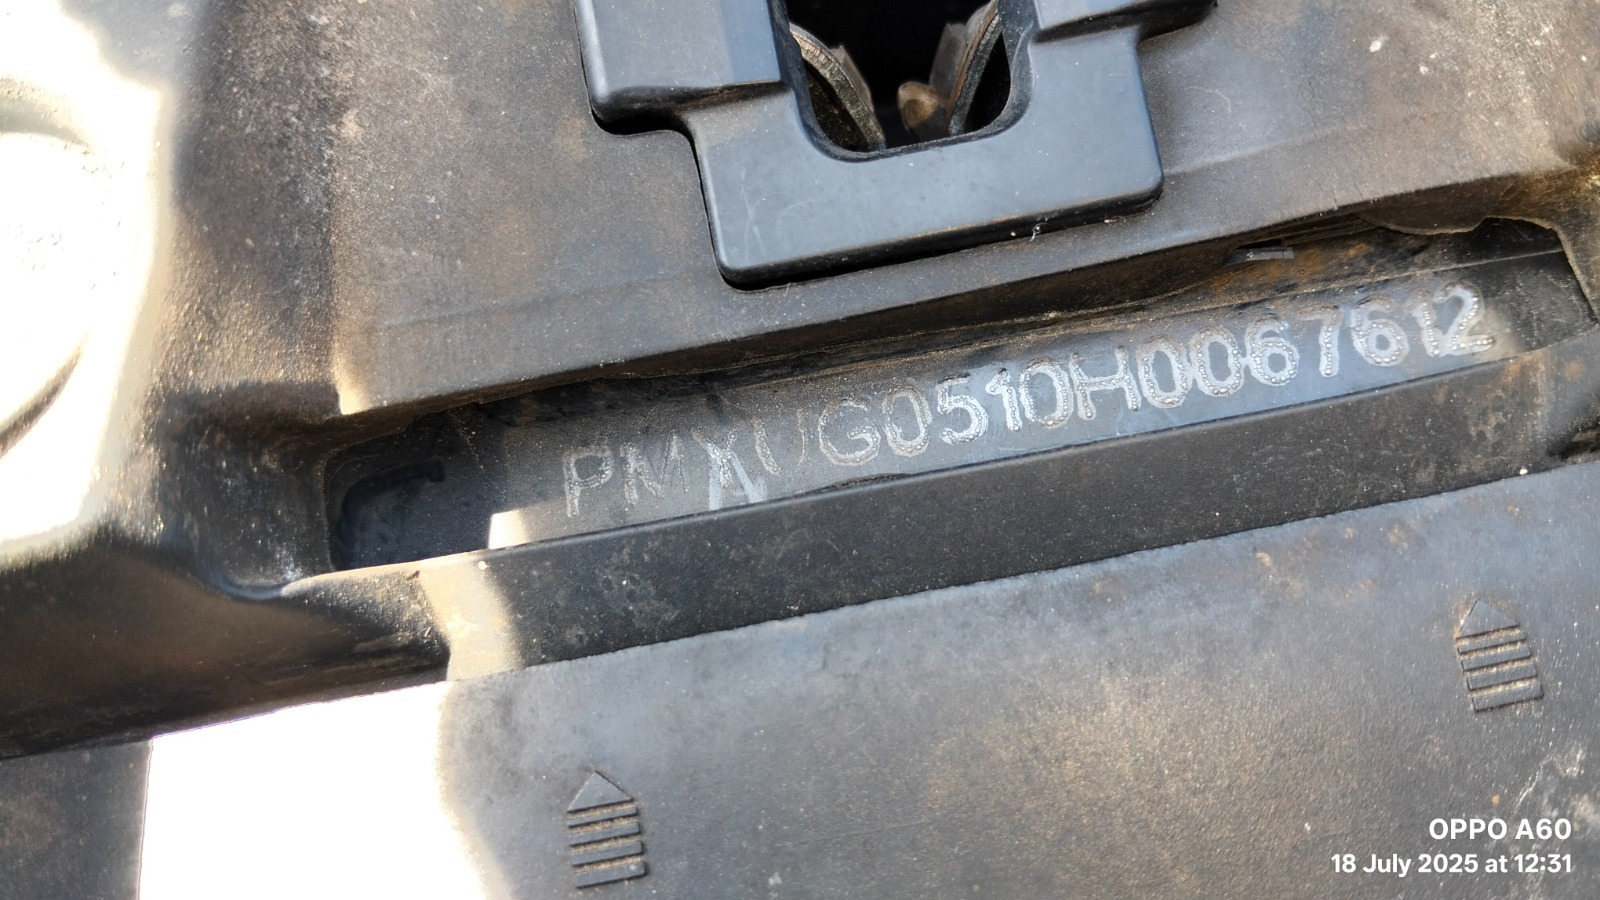 PMXUG0510H0067612
OPPO A60
18 July 2025 at 12:31